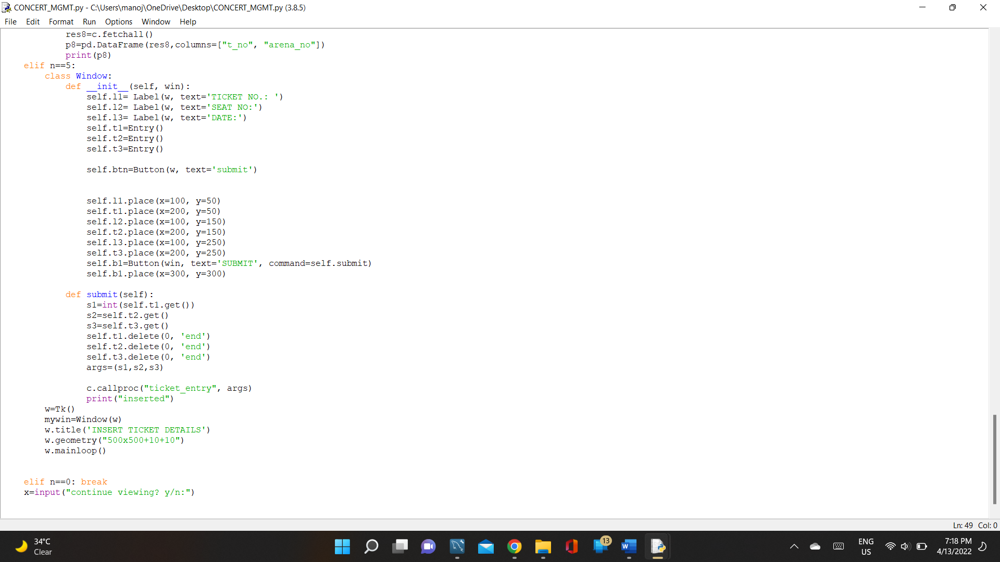 CONCERT_MGMT.py - C:\Users\manoj\OneDrive\Desktop\CONCERT_MGMT.py (3.8.5)
File Edit Format Run Options Window Help
res8=c.fetchall()
p8=pd.DataFrame(res8,columns=["t_no", "arena_no"])
print(p8)
elif n==5:
class Window:
def __init__(self, win):
self.l1= Label(w, text='TICKET NO.: ')
self.l2= Label(w, text='SEAT NO:')
self.l3= Label(w, text='DATE:')
self.t1=Entry()
self.t2=Entry()
self.t3=Entry()
self.btn=Button(w, text='submit')
self.l1.place(x=100, y=50)
self.t1.place(x=200, y=50)
self.l2.place(x=100, y=150)
self.t2.place(x=200, y=150)
self.l3.place(x=100, y=250)
self.t3.place(x=200, y=250)
self.b1=Button(win, text='SUBMIT', command=self.submit)
self.b1.place(x=300, y=300)
def submit(self):
s1=int(self.t1.get())
s2=self.t2.get()
s3=self.t3.get()
self.t1.delete(0, 'end')
self.t2.delete(0, 'end')
self.t3.delete(0, 'end')
args=(s1,s2,s3)
c.callproc("ticket_entry", args)
print("inserted")
w=Tk()
mywin=Window(w)
w.title('INSERT TICKET DETAILS')
w.geometry("500x500+10+10")
w.mainloop()
elif n==0: break
x=input("continue viewing? y/n:")
Ln: 49 Col: 0
34°C
Clear
13
W
ENG
US
7:18 PM
4/13/2022